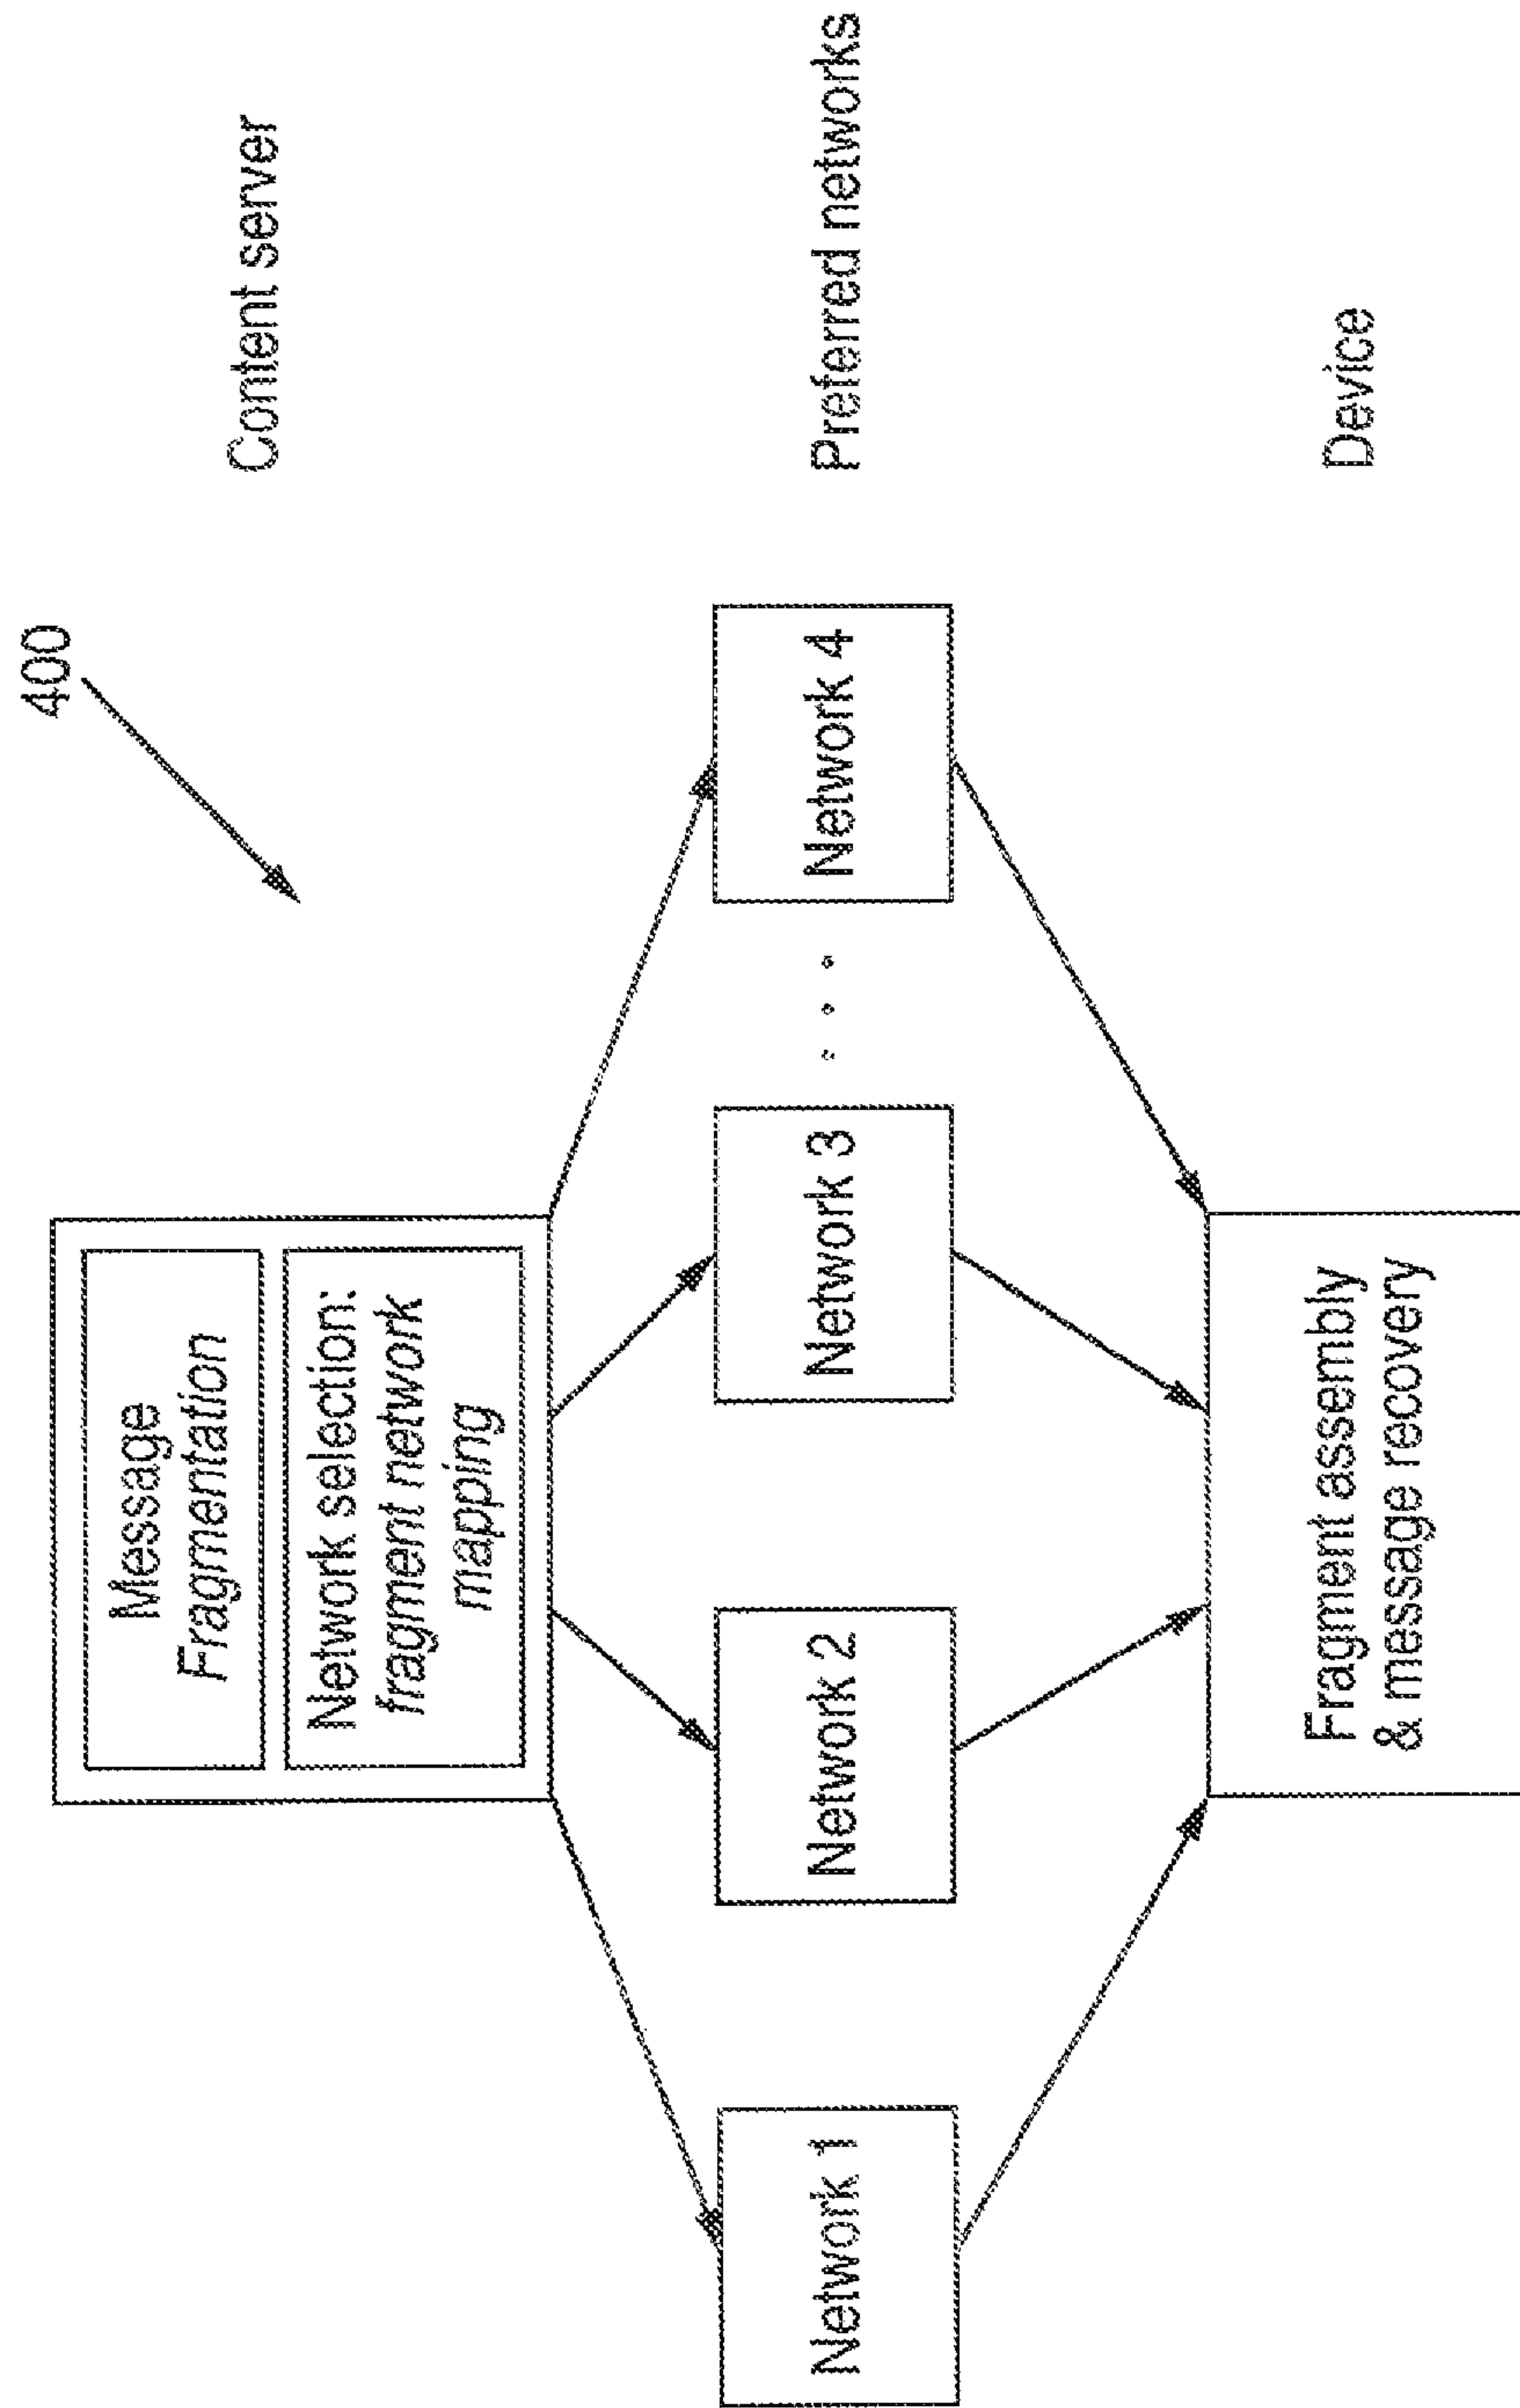 400
Content server
Message
Fragmentation
Network selection:
fragment network
mapping
Preferred networks
Network 1
Network 2
Network 3
. . .
Network 4
Device
Fragment assembly
& message recovery